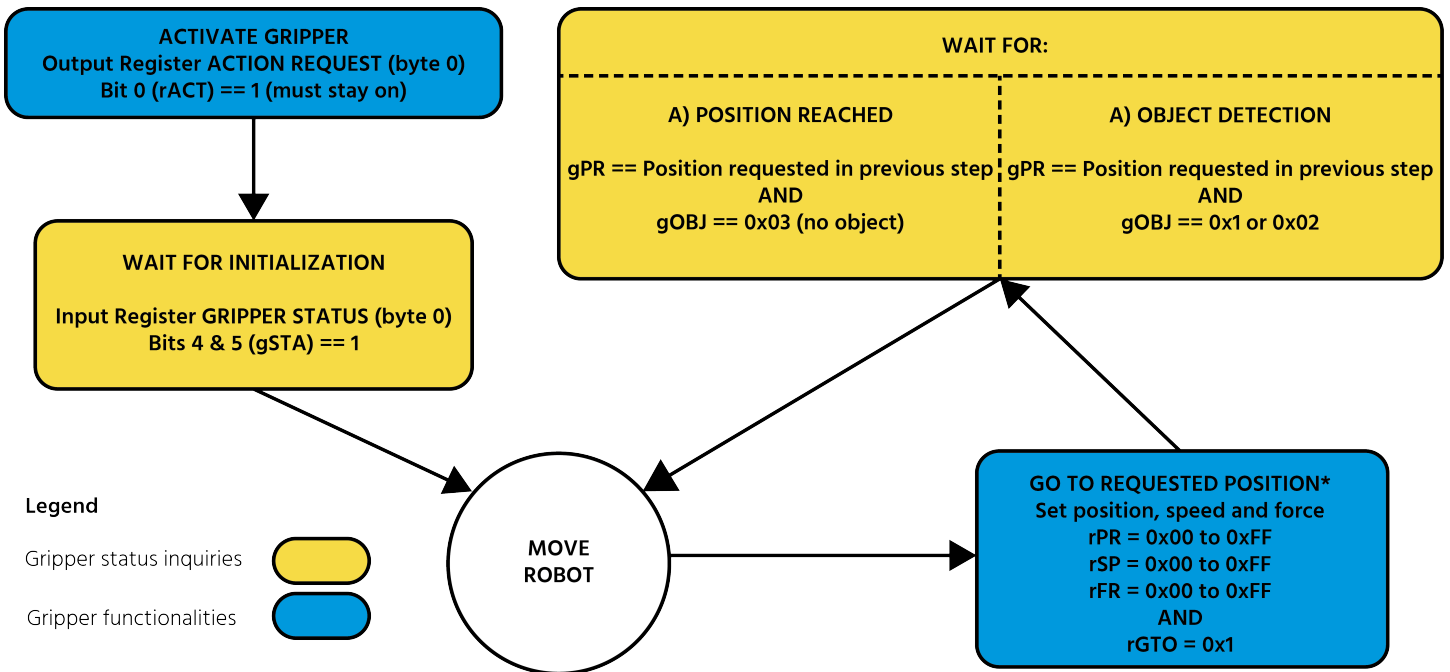 ACTIVATE GRIPPER
Output Register ACTION REQUEST (byte 0)
Bit 0 (rACT) == 1 (must stay on)
WAIT FOR INITIALIZATION
Input Register GRIPPER STATUS (byte 0)
Bits 4 & 5 (gSTA) == 1
WAIT FOR:
A) POSITION REACHED
gPR == Position requested in previous step
AND
gOBJ == 0x03 (no object)
A) OBJECT DETECTION
gPR == Position requested in previous step
AND
gOBJ == 0x1 or 0x02
MOVE
ROBOT
GO TO REQUESTED POSITION*
Set position, speed and force
rPR = 0x00 to 0xFF
rSP = 0x00 to 0xFF
rFR = 0x00 to 0xFF
AND
rGTO = 0x1
Legend
Gripper status inquiries
Gripper functionalities